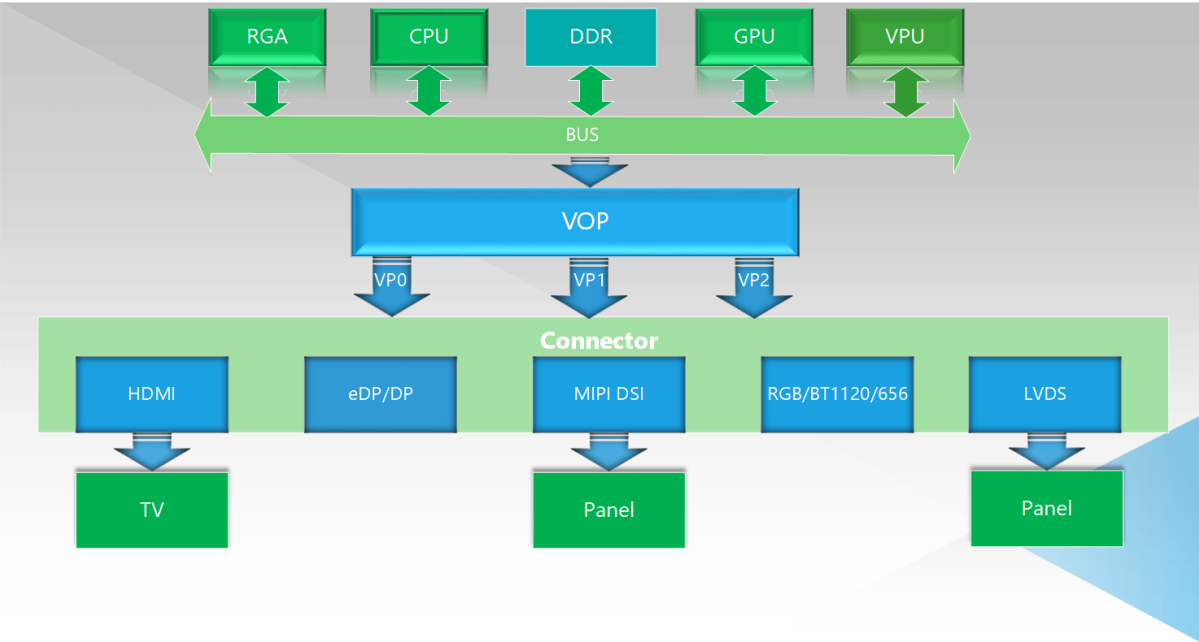 RGA
CPU
DDR
GPU
VPU
BUS
VOP
VP0
VP1
VP2
Connector
HDMI
eDP/DP
MIPI DSI
RGB/BT1120/656
LVDS
TV
Panel
Panel